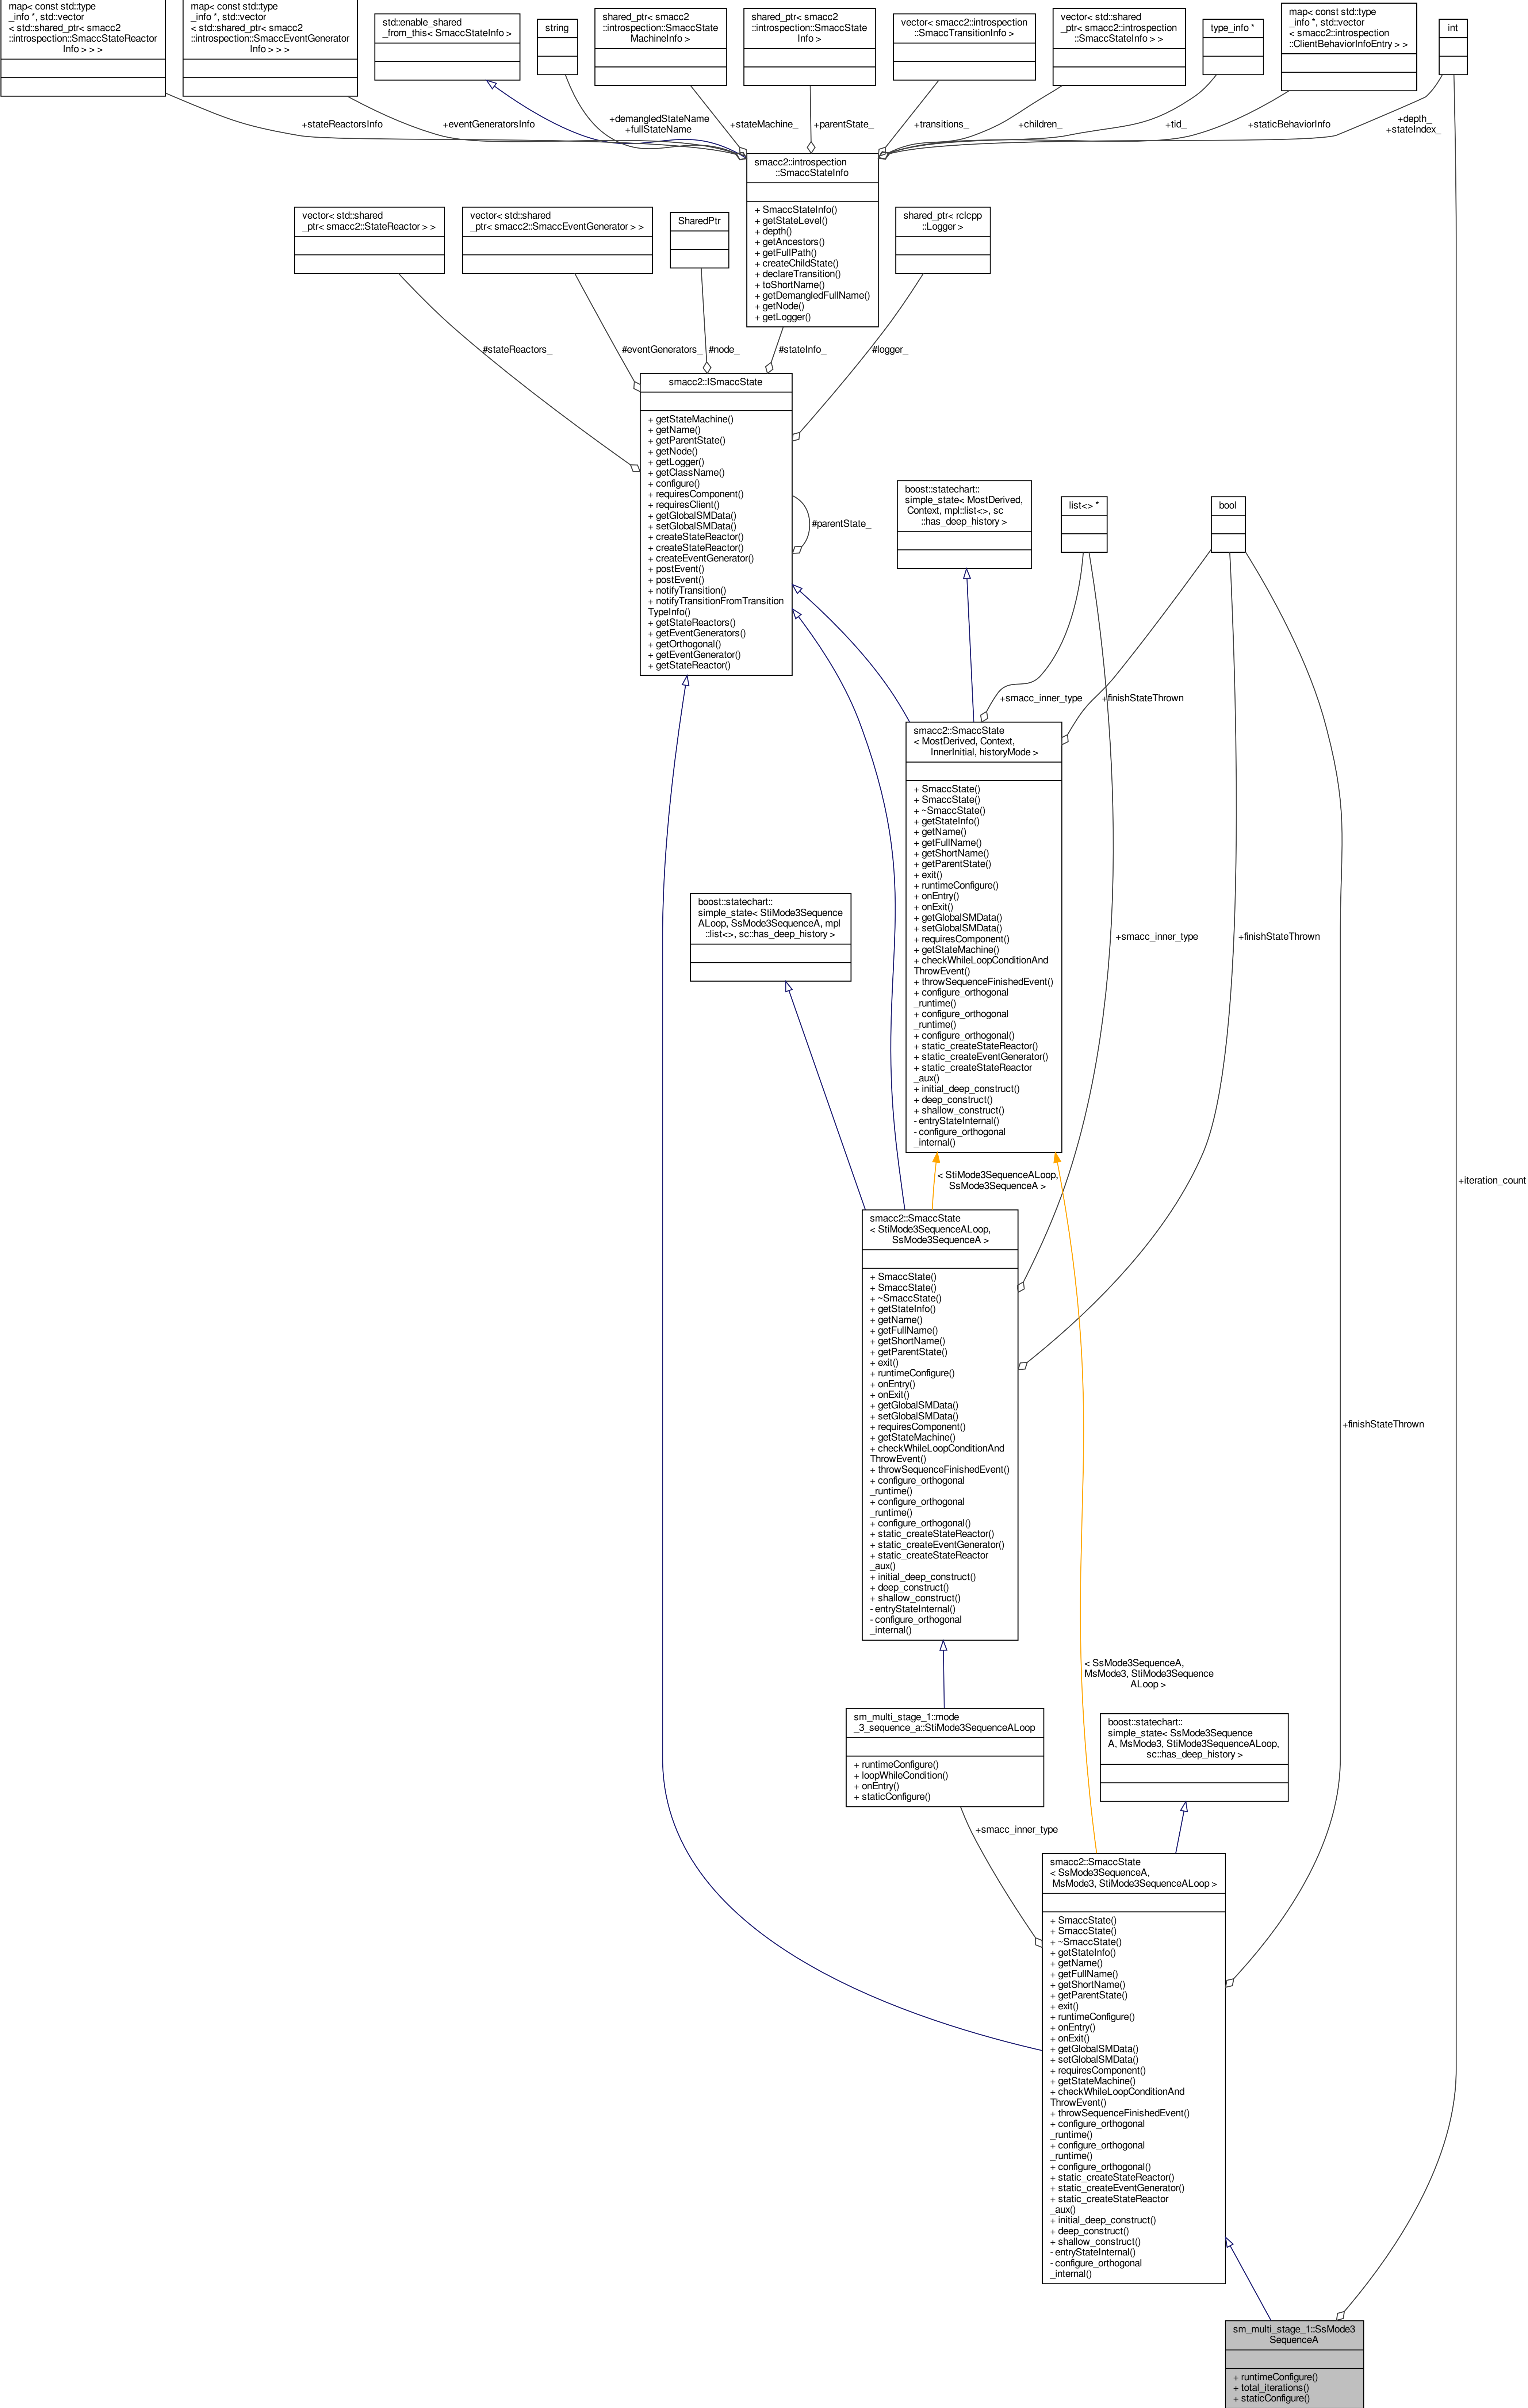 map< const std::type
_info *, std::vector
< std::shared_ptr< smacc2
::introspection::SmaccStateReactor
Info > > >
map< const std::type
_info *, std::vector
< std::shared_ptr< smacc2
::introspection::SmaccEventGenerator
Info > > >
std::enable_shared
_from_this< SmaccStateInfo >
string
shared_ptr< smacc2
::introspection::SmaccState
MachineInfo >
shared_ptr< smacc2
::introspection::SmaccState
Info >
vector< smacc2::introspection
::SmaccTransitionInfo >
vector< std::shared
_ptr< smacc2::introspection
::SmaccStateInfo > >
type_info *
map< const std::type
_info *, std::vector
< smacc2::introspection
::ClientBehaviorInfoEntry > >
int
+stateReactorsInfo
+eventGeneratorsInfo
+demangledStateName
+fullStateName
+stateMachine_
+parentState_
+transitions_
+children_
+tid_
+staticBehaviorInfo
+depth_
+stateIndex_
smacc2::introspection
::SmaccStateInfo
+ SmaccStateInfo()
+ getStateLevel()
+ depth()
+ getAncestors()
+ getFullPath()
+ createChildState()
+ declareTransition()
+ toShortName()
+ getDemangledFullName()
+ getNode()
+ getLogger()
vector< std::shared
_ptr< smacc2::StateReactor > >
vector< std::shared
_ptr< smacc2::SmaccEventGenerator > >
SharedPtr
shared_ptr< rclcpp
::Logger >
#stateReactors_
#eventGenerators_
#node_
#stateInfo_
#logger_
smacc2::ISmaccState
+ getStateMachine()
+ getName()
+ getParentState()
+ getNode()
+ getLogger()
+ getClassName()
+ configure()
+ requiresComponent()
+ requiresClient()
+ getGlobalSMData()
+ setGlobalSMData()
+ createStateReactor()
+ createStateReactor()
+ createEventGenerator()
+ postEvent()
+ postEvent()
+ notifyTransition()
+ notifyTransitionFromTransition
TypeInfo()
+ getStateReactors()
+ getEventGenerators()
+ getOrthogonal()
+ getEventGenerator()
+ getStateReactor()
#parentState_
boost::statechart::
simple_state< MostDerived,
Context, mpl::list<>, sc
::has_deep_history >
list<> *
bool
+smacc_inner_type
+finishStateThrown
smacc2::SmaccState
< MostDerived, Context,
InnerInitial, historyMode >
+ SmaccState()
+ SmaccState()
+ ~SmaccState()
+ getStateInfo()
+ getName()
+ getFullName()
+ getShortName()
+ getParentState()
+ exit()
+ runtimeConfigure()
+ onEntry()
+ onExit()
+ getGlobalSMData()
+ setGlobalSMData()
+ requiresComponent()
+ getStateMachine()
+ checkWhileLoopConditionAnd
ThrowEvent()
+ throwSequenceFinishedEvent()
+ configure_orthogonal
_runtime()
+ configure_orthogonal
_runtime()
+ configure_orthogonal()
+ static_createStateReactor()
+ static_createEventGenerator()
+ static_createStateReactor
_aux()
+ initial_deep_construct()
+ deep_construct()
+ shallow_construct()
- entryStateInternal()
- configure_orthogonal
_internal()
boost::statechart::
simple_state< StiMode3Sequence
ALoop, SsMode3SequenceA, mpl
::list<>, sc::has_deep_history >
+smacc_inner_type
+finishStateThrown
< StiMode3SequenceALoop,
SsMode3SequenceA >
+iteration_count
smacc2::SmaccState
< StiMode3SequenceALoop,
SsMode3SequenceA >
+ SmaccState()
+ SmaccState()
+ ~SmaccState()
+ getStateInfo()
+ getName()
+ getFullName()
+ getShortName()
+ getParentState()
+ exit()
+ runtimeConfigure()
+ onEntry()
+ onExit()
+ getGlobalSMData()
+ setGlobalSMData()
+ requiresComponent()
+ getStateMachine()
+ checkWhileLoopConditionAnd
ThrowEvent()
+ throwSequenceFinishedEvent()
+ configure_orthogonal
_runtime()
+ configure_orthogonal
_runtime()
+ configure_orthogonal()
+ static_createStateReactor()
+ static_createEventGenerator()
+ static_createStateReactor
_aux()
+ initial_deep_construct()
+ deep_construct()
+ shallow_construct()
- entryStateInternal()
- configure_orthogonal
_internal()
+finishStateThrown
< SsMode3SequenceA,
MsMode3, StiMode3Sequence
ALoop >
sm_multi_stage_1::mode
_3_sequence_a::StiMode3SequenceALoop
+ runtimeConfigure()
+ loopWhileCondition()
+ onEntry()
+ staticConfigure()
boost::statechart::
simple_state< SsMode3Sequence
A, MsMode3, StiMode3SequenceALoop,
sc::has_deep_history >
+smacc_inner_type
smacc2::SmaccState
< SsMode3SequenceA,
MsMode3, StiMode3SequenceALoop >
+ SmaccState()
+ SmaccState()
+ ~SmaccState()
+ getStateInfo()
+ getName()
+ getFullName()
+ getShortName()
+ getParentState()
+ exit()
+ runtimeConfigure()
+ onEntry()
+ onExit()
+ getGlobalSMData()
+ setGlobalSMData()
+ requiresComponent()
+ getStateMachine()
+ checkWhileLoopConditionAnd
ThrowEvent()
+ throwSequenceFinishedEvent()
+ configure_orthogonal
_runtime()
+ configure_orthogonal
_runtime()
+ configure_orthogonal()
+ static_createStateReactor()
+ static_createEventGenerator()
+ static_createStateReactor
_aux()
+ initial_deep_construct()
+ deep_construct()
+ shallow_construct()
- entryStateInternal()
- configure_orthogonal
_internal()
sm_multi_stage_1::SsMode3
SequenceA
+ runtimeConfigure()
+ total_iterations()
+ staticConfigure()